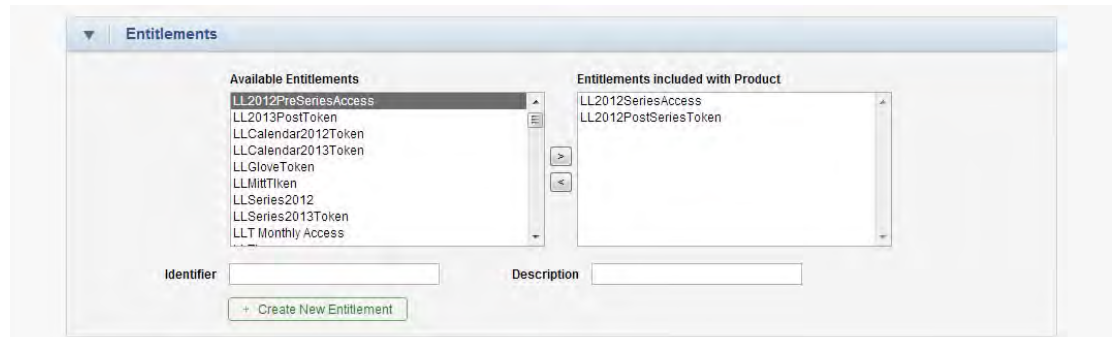 Entitlements
Available Entitlements
LL2012PreSeriesAccess
LL2013PostToken
LLCalendar2012Token
LLCalendar2013Token
LLGloveToken
LLMittTIken
LLSeries2012
LLSeries2013Token
LLT Monthly Access
Entitlements included with Product
LL2012SeriesAccess
LL2012PostSeriesToken
>
<
Identifier
Description
+ Create New Entitlement